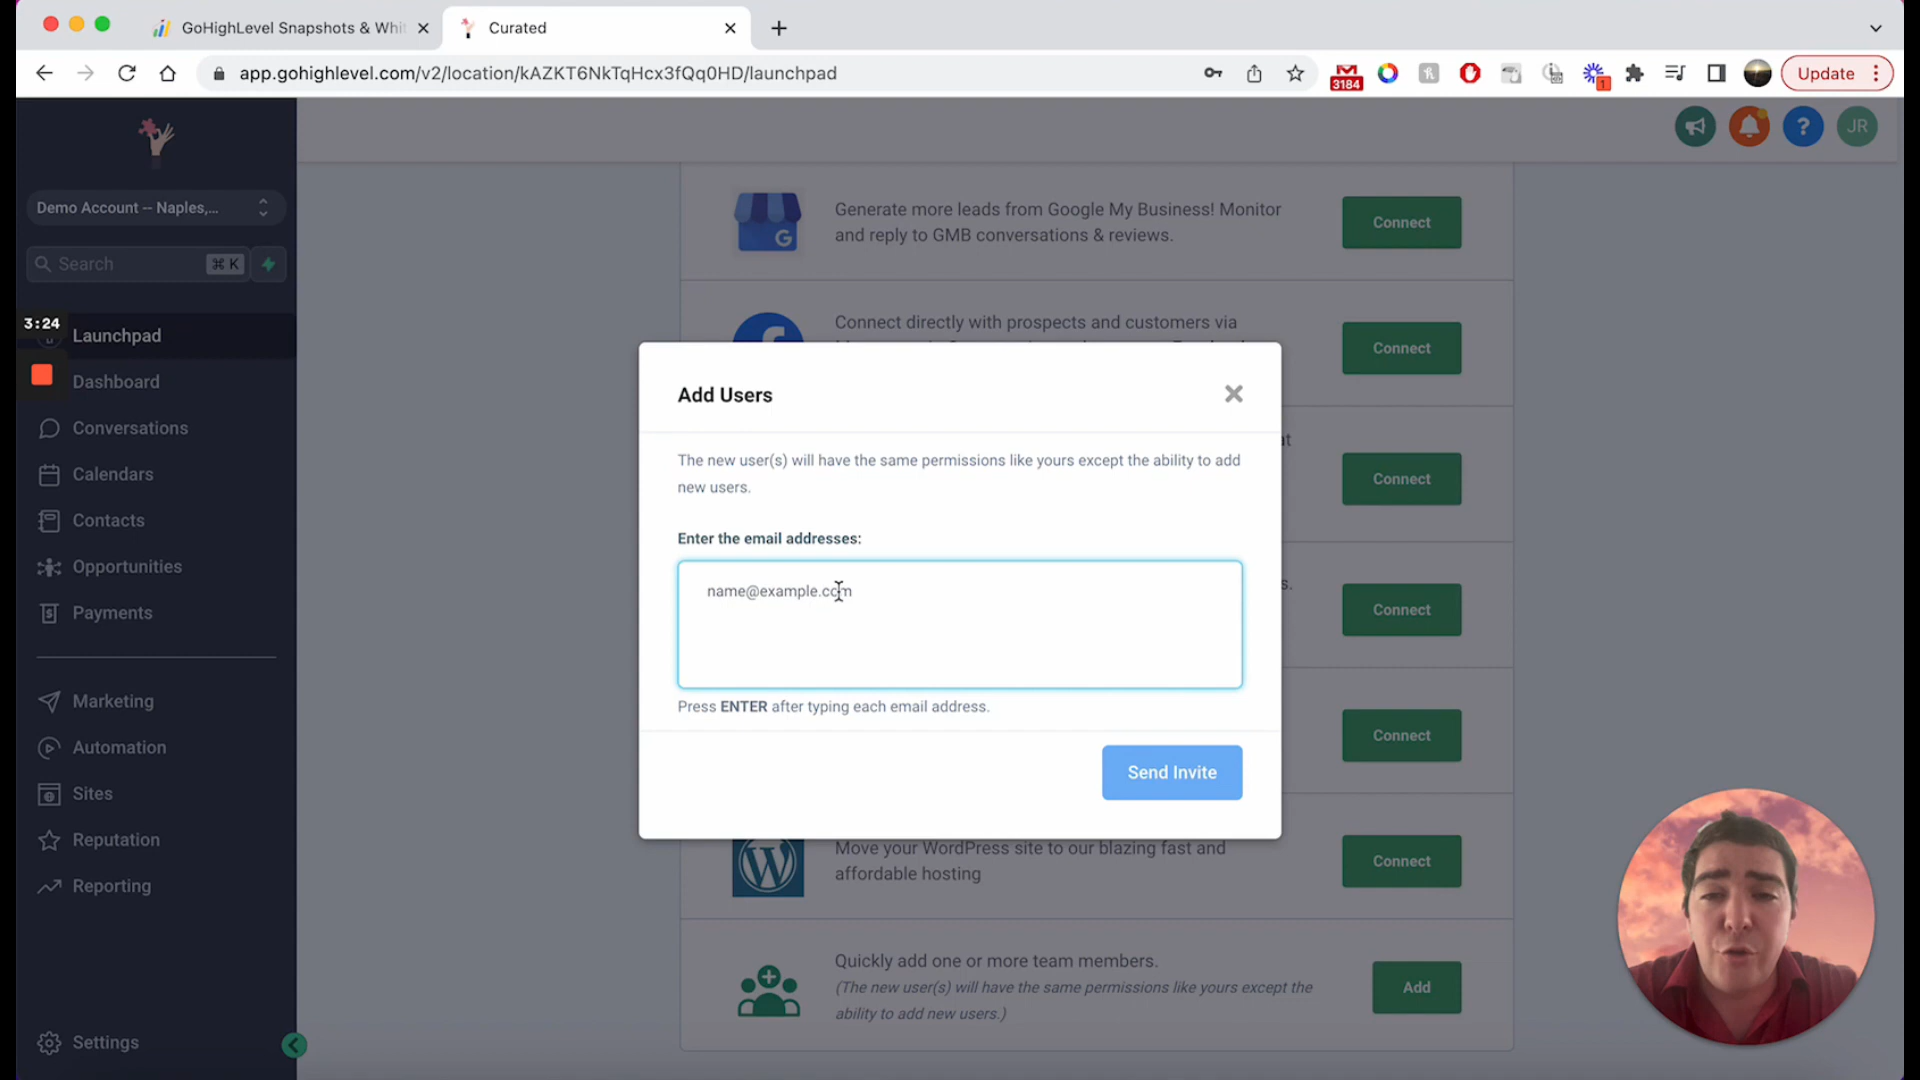 GoHighLevel Snapshots & Whi
Curated
app.gohighlevel.com/v2/location/kAZKT6NkTqHcx3fQq0HD/launchpad
3184
1
Update
JR
Demo Account -- Naples,...
Search
⌘ K
3:24
Launchpad
Dashboard
Conversations
Calendars
Contacts
Opportunities
Payments
Marketing
Automation
Sites
Reputation
Reporting
Settings
Generate more leads from Google My Business! Monitor
and reply to GMB conversations & reviews.
Connect
Connect directly with prospects and customers via
Connect
at
Connect
s.
Connect
Connect
Add Users
The new user(s) will have the same permissions like yours except the ability to add
new users.
Enter the email addresses:
name@example.com
Press ENTER after typing each email address.
Send Invite
Move your WordPress site to our blazing fast and
affordable hosting
Connect
Quickly add one or more team members.
(The new user(s) will have the same permissions like yours except the
ability to add new users.)
Add